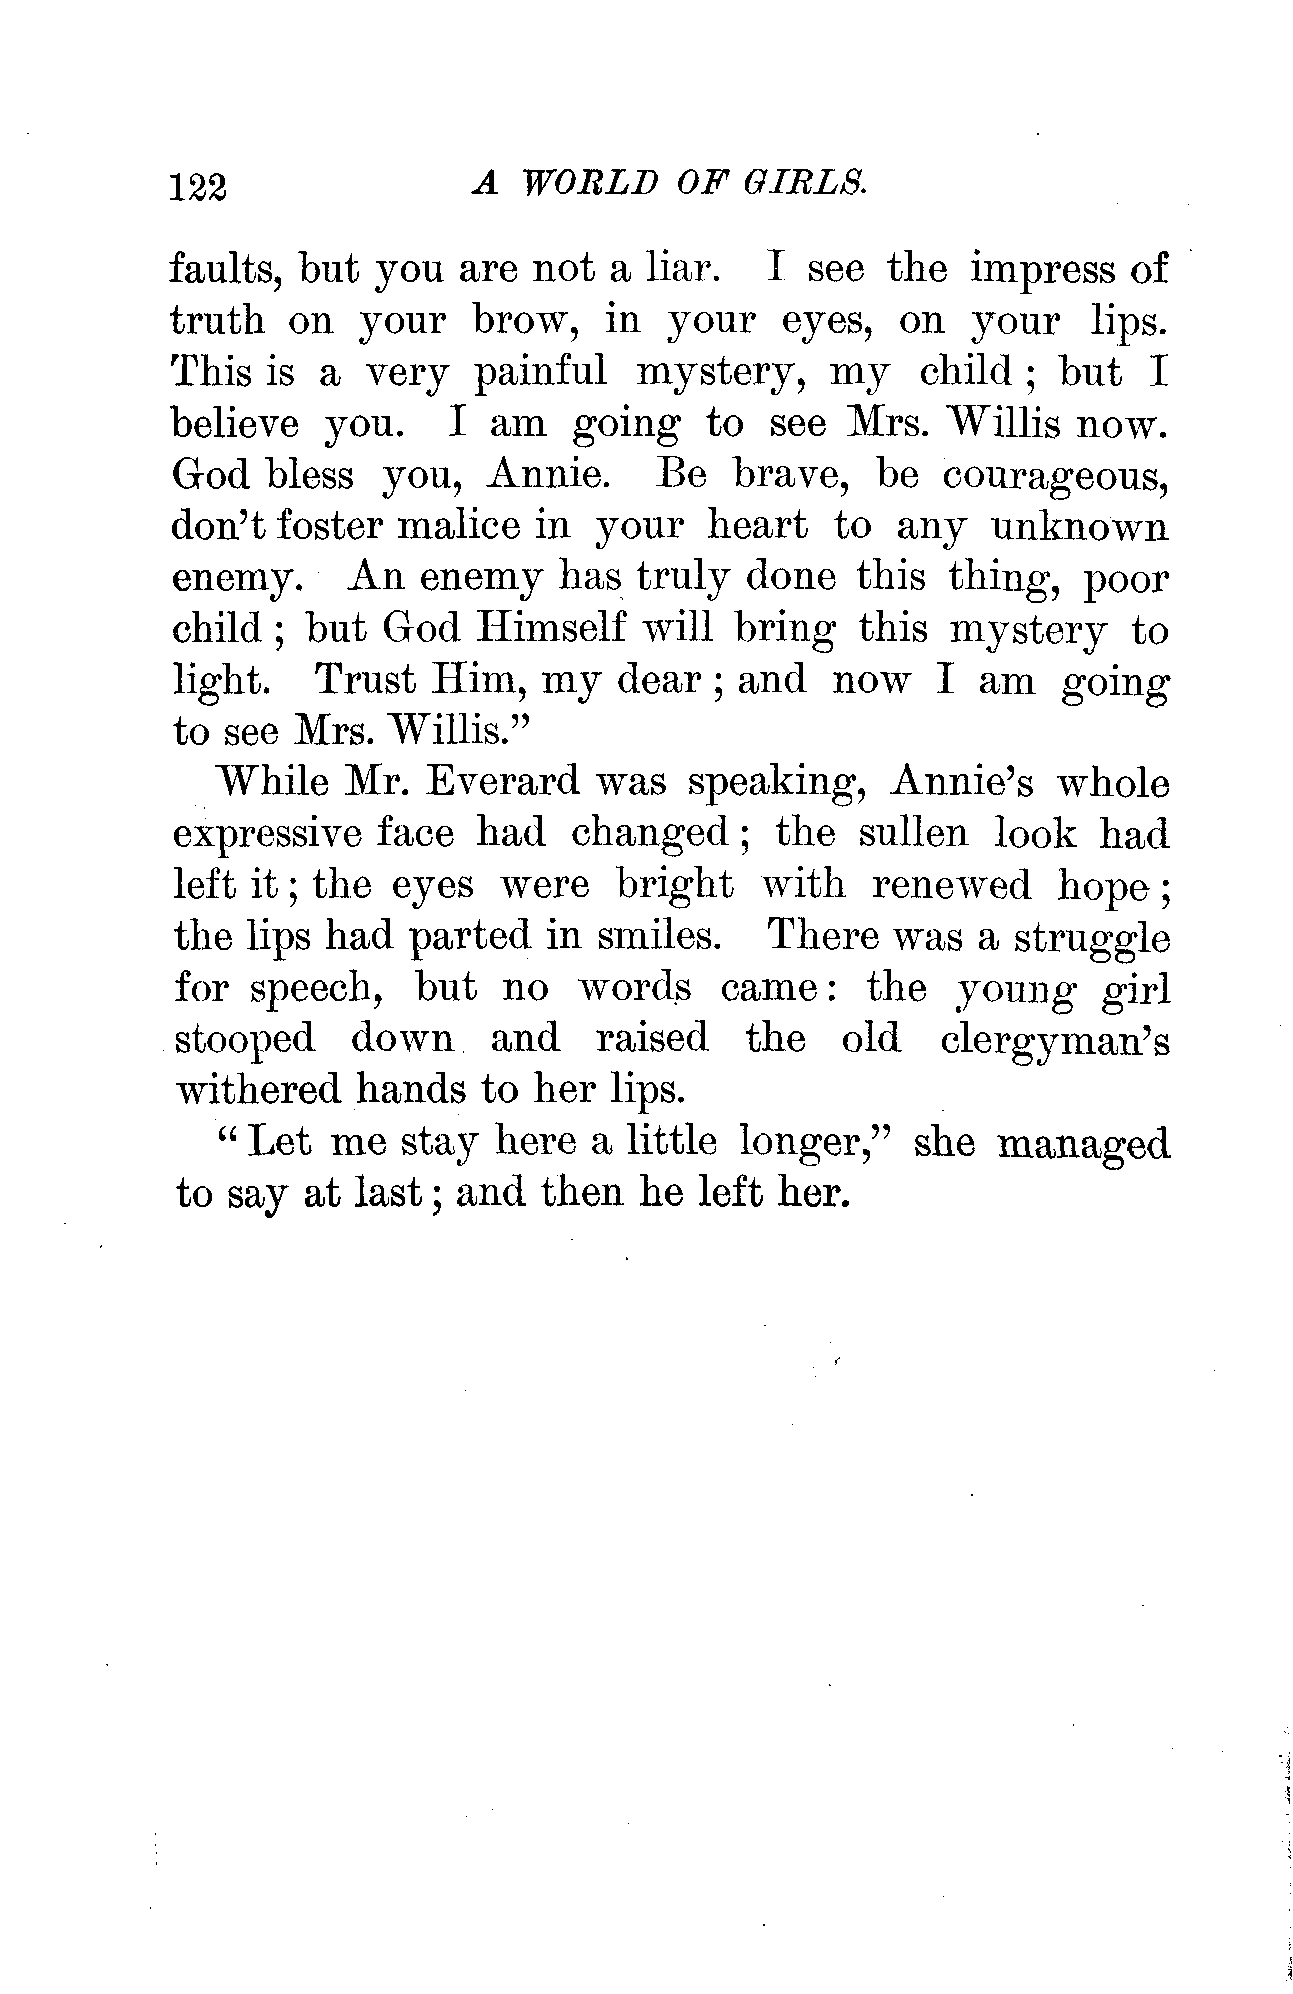 122 A WORLD OF GIRLS.
faults, but you are not a liar. I see the impress of
truth on your brow, in your eyes, on your lips.
This is a very painful mystery, my child ; but I
believe you. I am going to see Mrs. Willis now.
God bless you, Annie. Be brave, be courageous,
don't foster malice in your heart to any unknown
enemy. An enemy has truly done this thing, poor
child ; but God Himself will bring this mystery to
light. Trust Him, my dear ; and now I am going
to see Mrs. Willis."
While Mr. Everard was speaking, Annie's whole
expressive face had changed ; the sullen look had
left it ; the eyes were bright with renewed hope ;
the lips had parted in smiles. There was a struggle
for speech, but no words came : the young girl
stooped down and raised the old clergyman's
withered hands to her lips.
" Let me stay here a little longer," she managed
to say at last ; and then he left her.